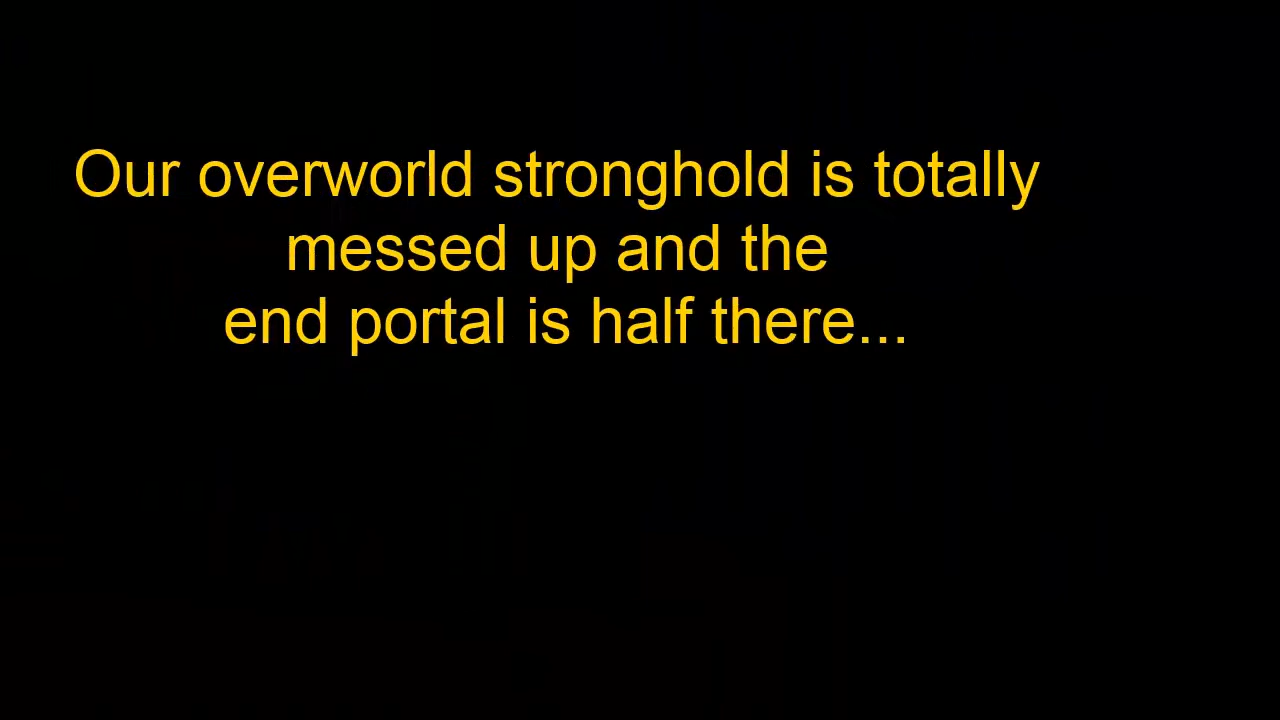 Our overworld stronghold is totally
messed up and the
end portal is half there...